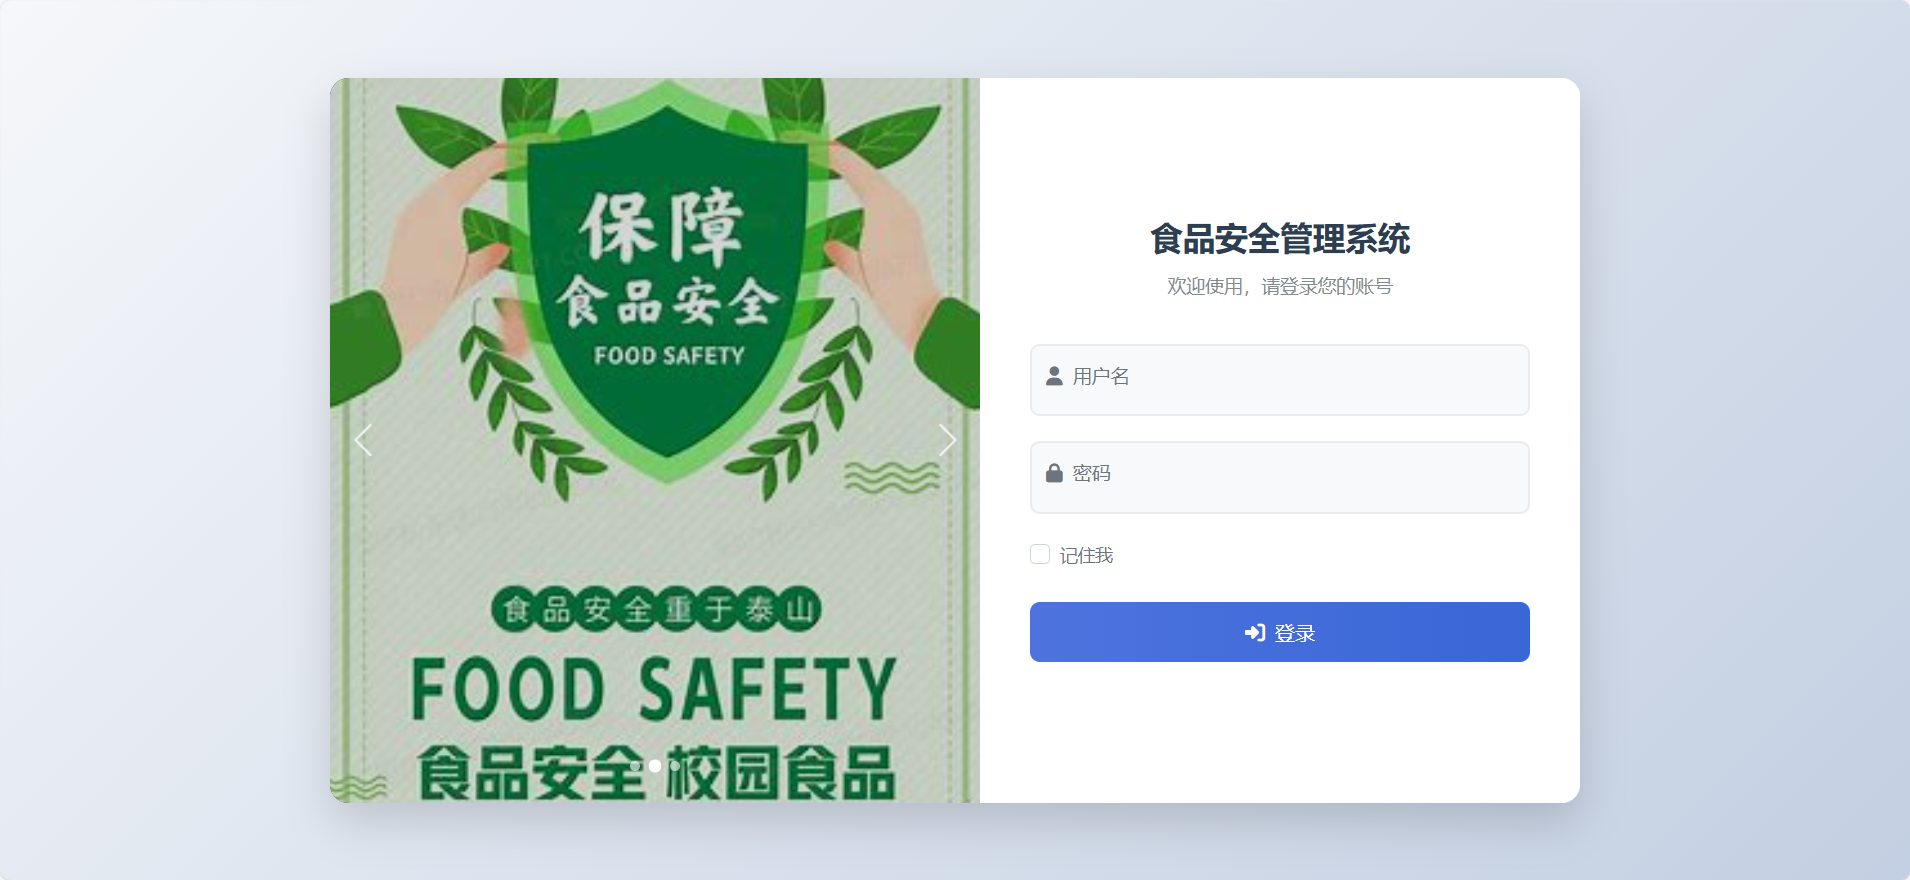 保障
食品安全
FOOD SAFETY
食品安全重于泰山
FOOD SAFETY
食品安全 校园食品
食品安全管理系统
欢迎使用，请登录您的账号
用户名
密码
记住我
登录